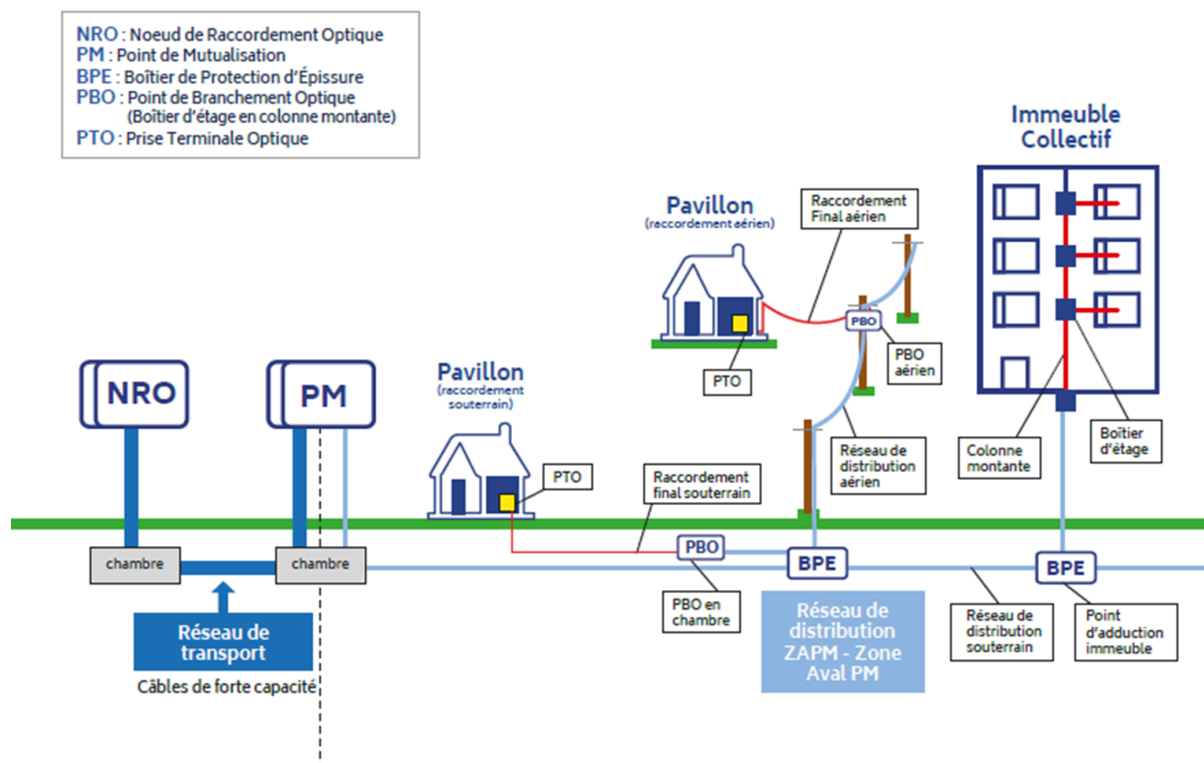 NRO : Noeud de Raccordement Optique
PM : Point de Mutualisation
BPE : Boîtier de Protection d'Épissure
PBO : Point de Branchement Optique
(Boîtier d'étage en colonne montante)
PTO : Prise Terminale Optique
Immeuble
Collectif
Pavillon
(raccordement aérien)
Raccordement
Final aérien
PBO
PTO
PBO
aérien
NRO
PM
Pavillon
(raccordement
souterrain)
PTO
Raccordement
final souterrain
Réseau de
distribution
aérien
Colonne
montante
Boîtier
d'étage
chambre
chambre
PBO
BPE
BPE
PBO en
chambre
Réseau de
distribution
ZAPM - Zone
Aval PM
Réseau de
distribution
souterrain
Point
d'adduction
immeuble
Réseau de
transport
Câbles de forte capacité